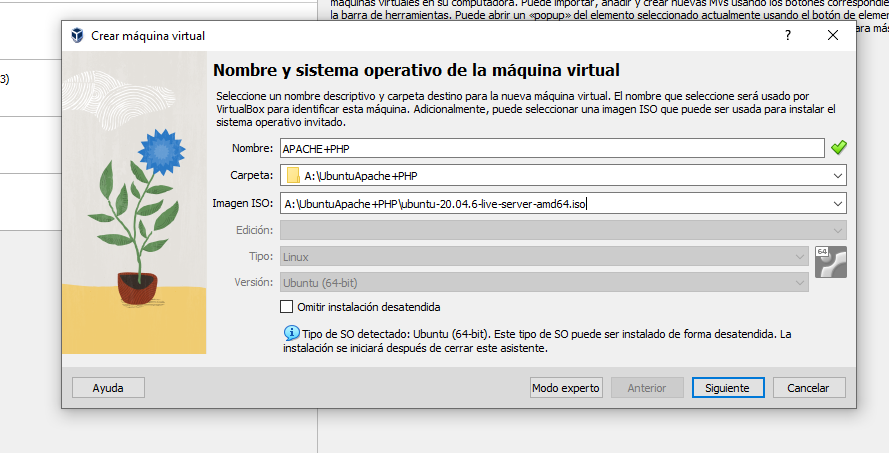 máquinas virtuales en su computadora. Puede importar, añadir y crear nuevas MVs usando los botones correspondie
la barra de herramientas. Puede abrir un «popup» del elemento seleccionado actualmente usando el botón de elemen
ara más
3)
Crear máquina virtual
Nombre y sistema operativo de la máquina virtual
Seleccione un nombre descriptivo y carpeta destino para la nueva máquina virtual. El nombre que seleccione será usado por
VirtualBox para identificar esta máquina. Adicionalmente, puede seleccionar una imagen ISO que puede ser usada para instalar el
sistema operativo invitado.
Nombre: APACHE+PHP
Carpeta: A:\UbuntuApache+PHP
Imagen ISO: A:\UbuntuApache+PHP\ubuntu-20.04.6-live-server-amd64.iso
Edición:
Tipo: Linux
64
Versión: Ubuntu (64-bit)
Omitir instalación desatendida
Tipo de SO detectado: Ubuntu (64-bit). Este tipo de SO puede ser instalado de forma desatendida. La
instalación se iniciará después de cerrar este asistente.
Ayuda Modo experto Anterior Siguiente Cancelar